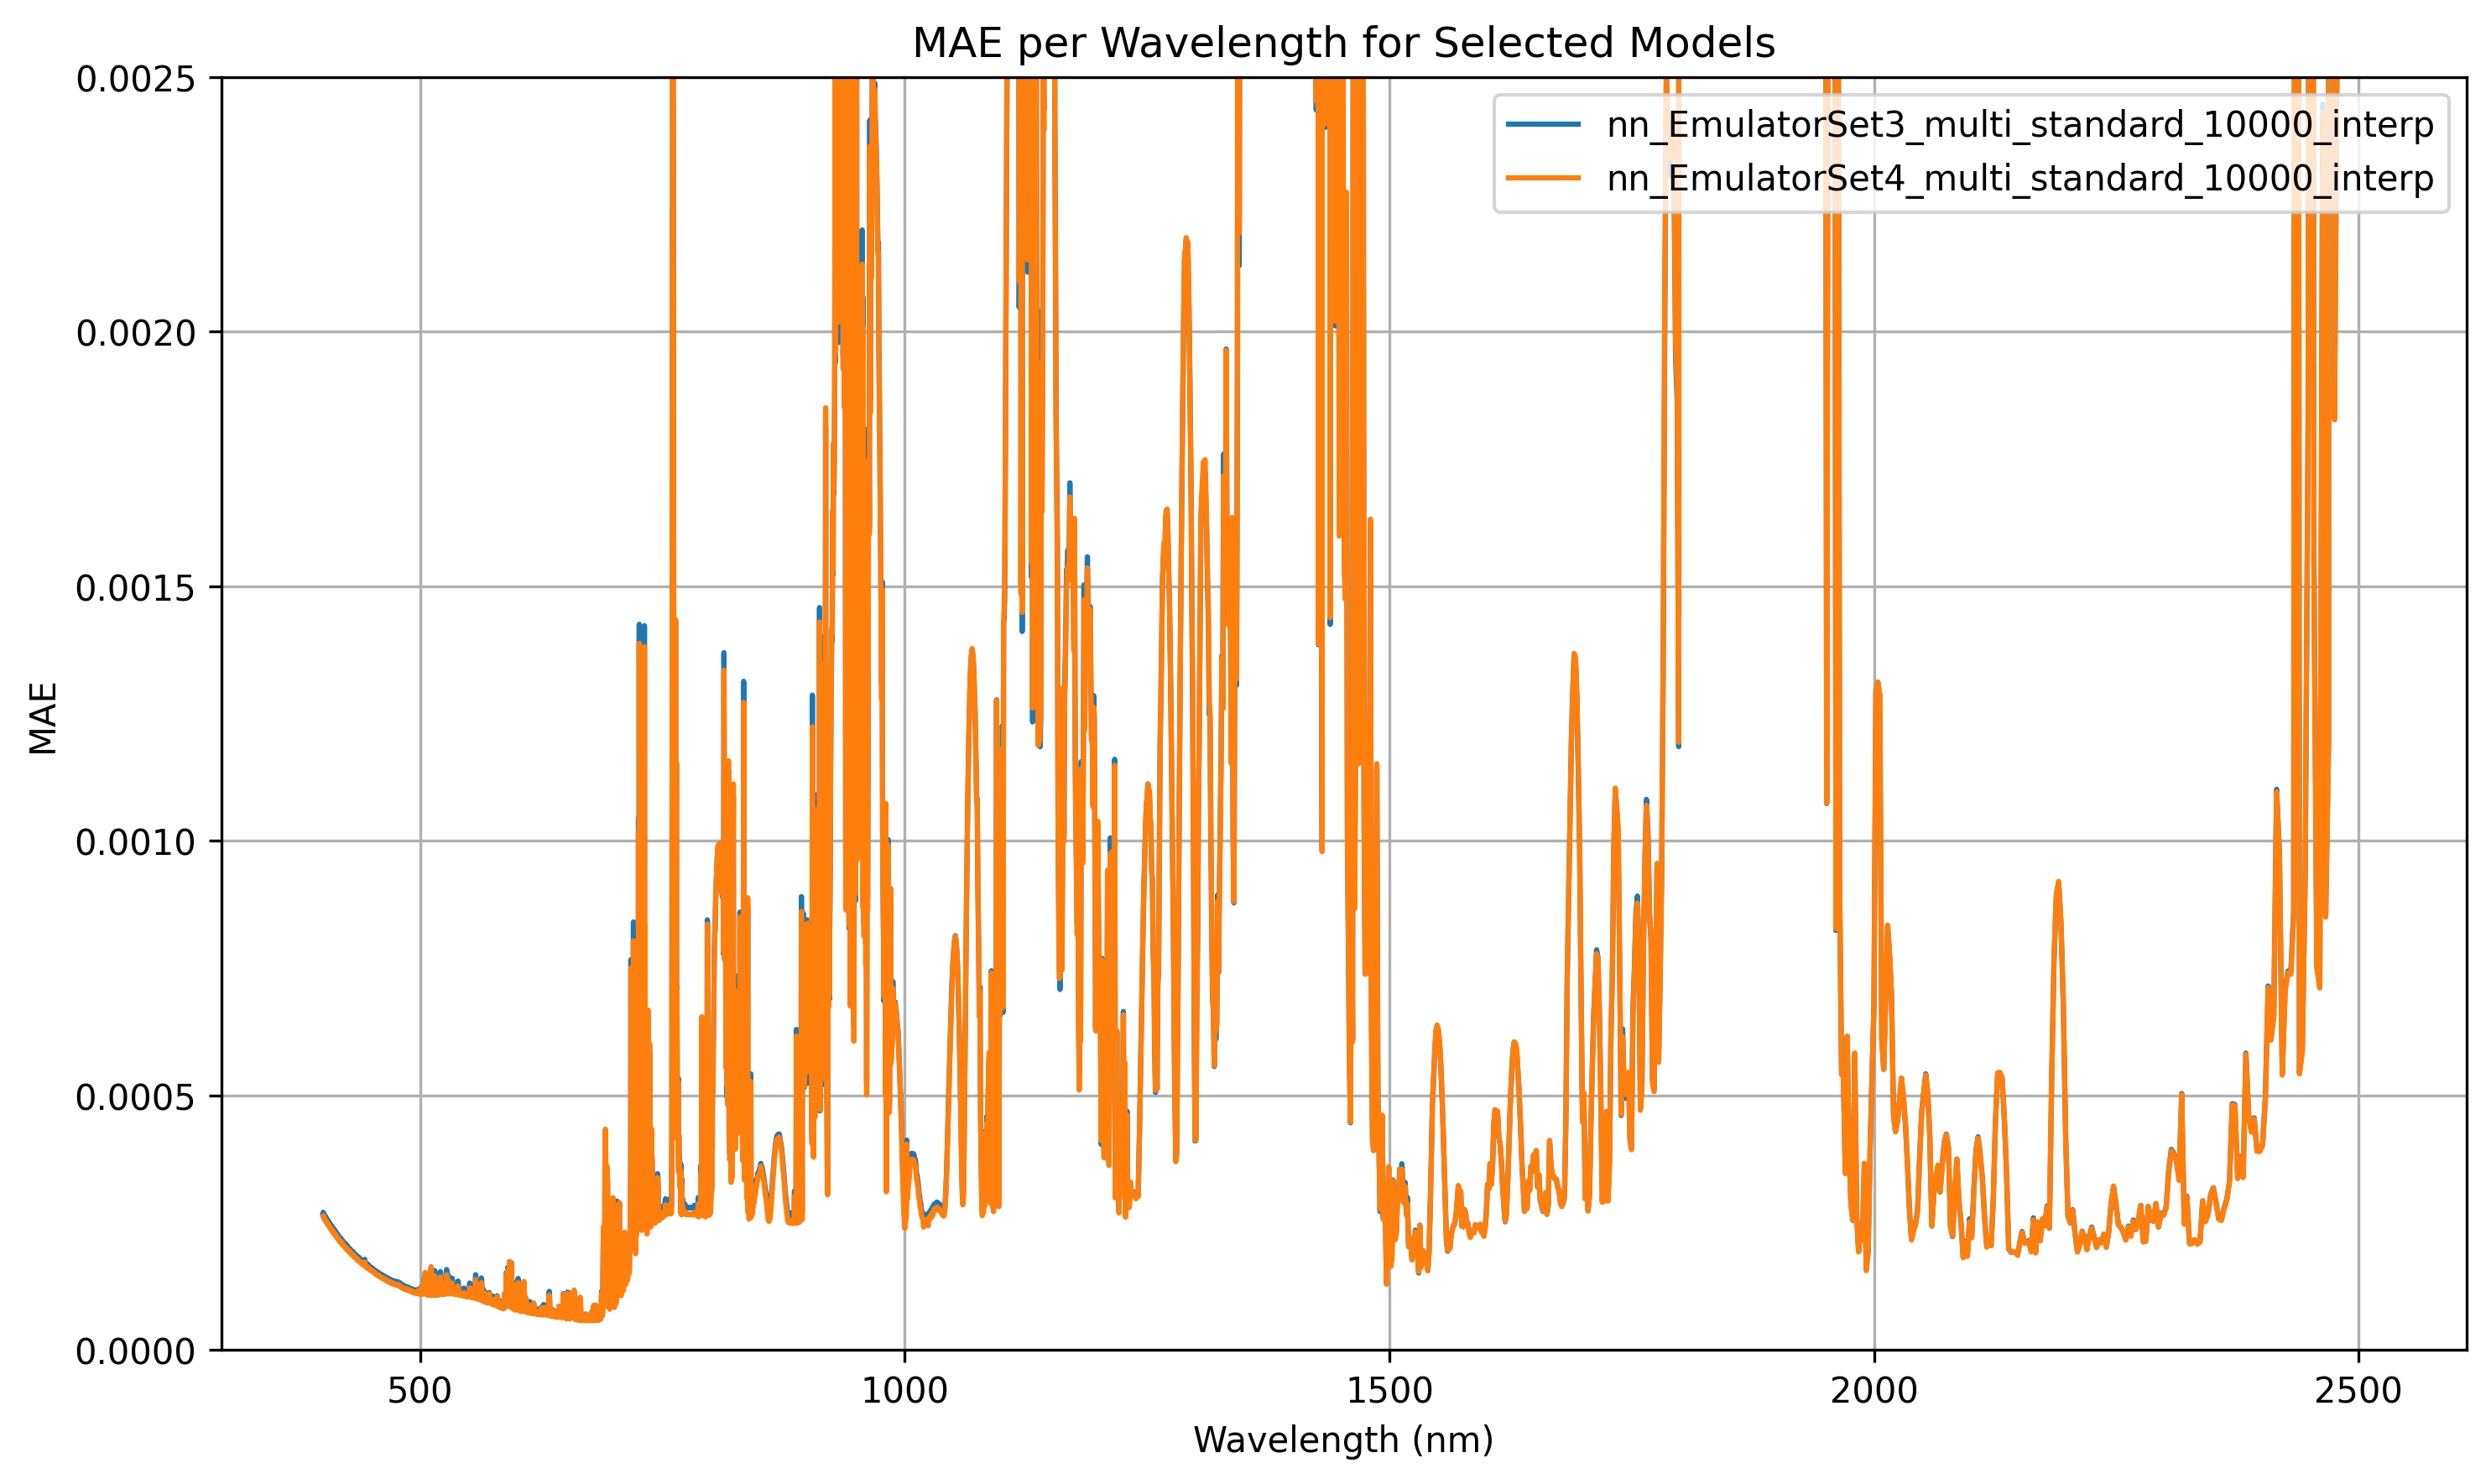 MAE per Wavelength for Selected Models
0.0025
0.0020
0.0015
0.0010
0.0005
0.0000
MAE
nn_EmulatorSet3_multi_standard_10000_interp
nn_EmulatorSet4_multi_standard_10000_interp
500
1000
1500
2000
2500
Wavelength (nm)